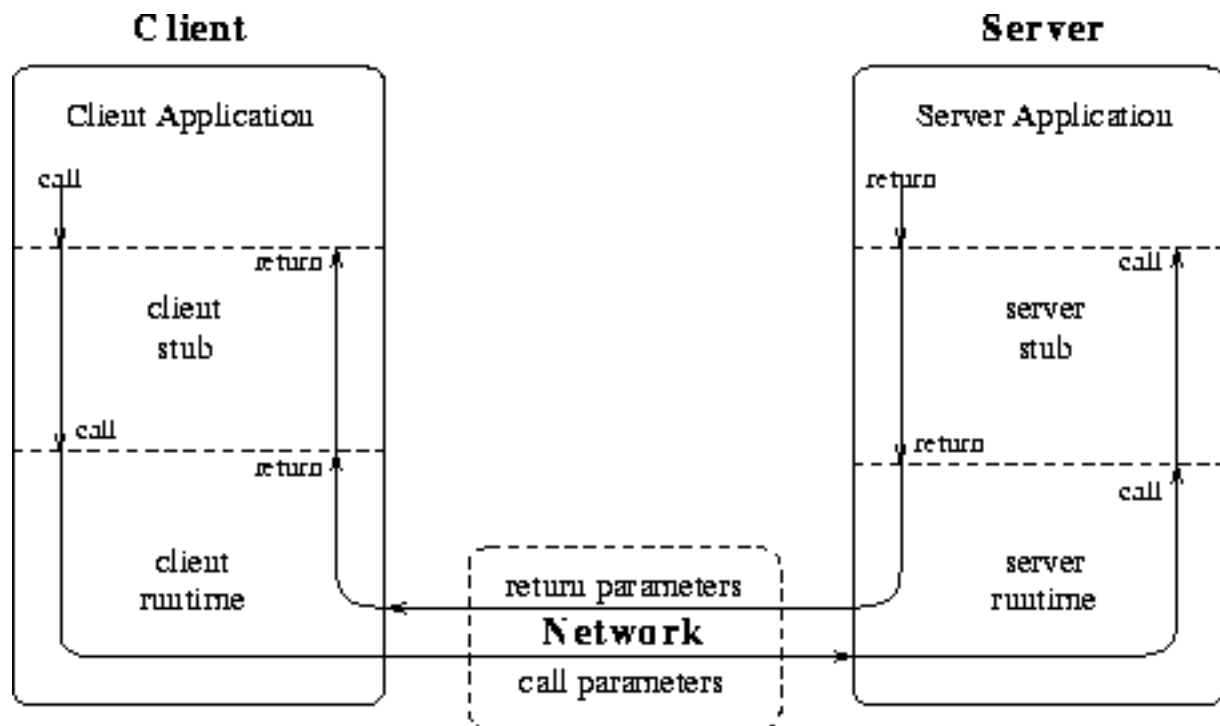 Client
Server
Client Application
Server Application
call
return
return
call
client
stub
server
stub
call
return
return
call
client
runtime
server
runtime
return parameters
Network
call parameters